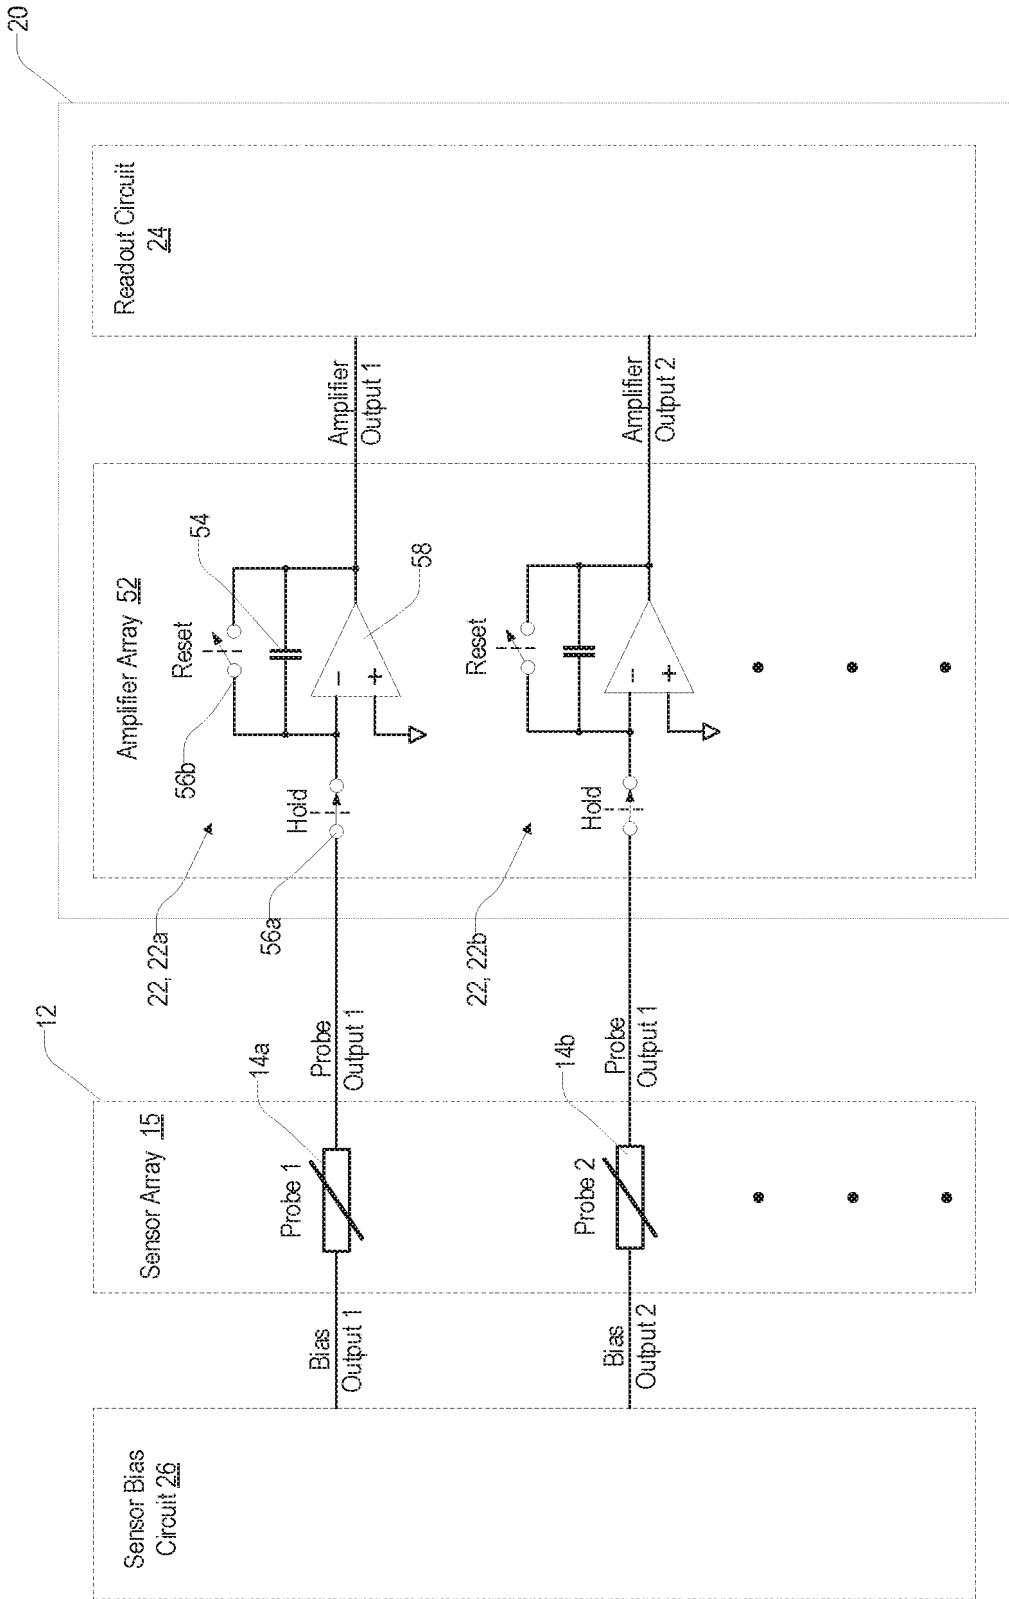 20
Readout Circuit
24
Amplifier
Output 1
Amplifier
Output 2
Amplifier Array 52
Reset
54
58
56b
Hold
56a
22, 22a
Reset
Hold
22, 22b
12
Sensor Array 15
Probe 1
14a
Probe
Output 1
Probe 2
14b
Probe
Output 1
Bias
Output 1
Bias
Output 2
Sensor Bias
Circuit 26